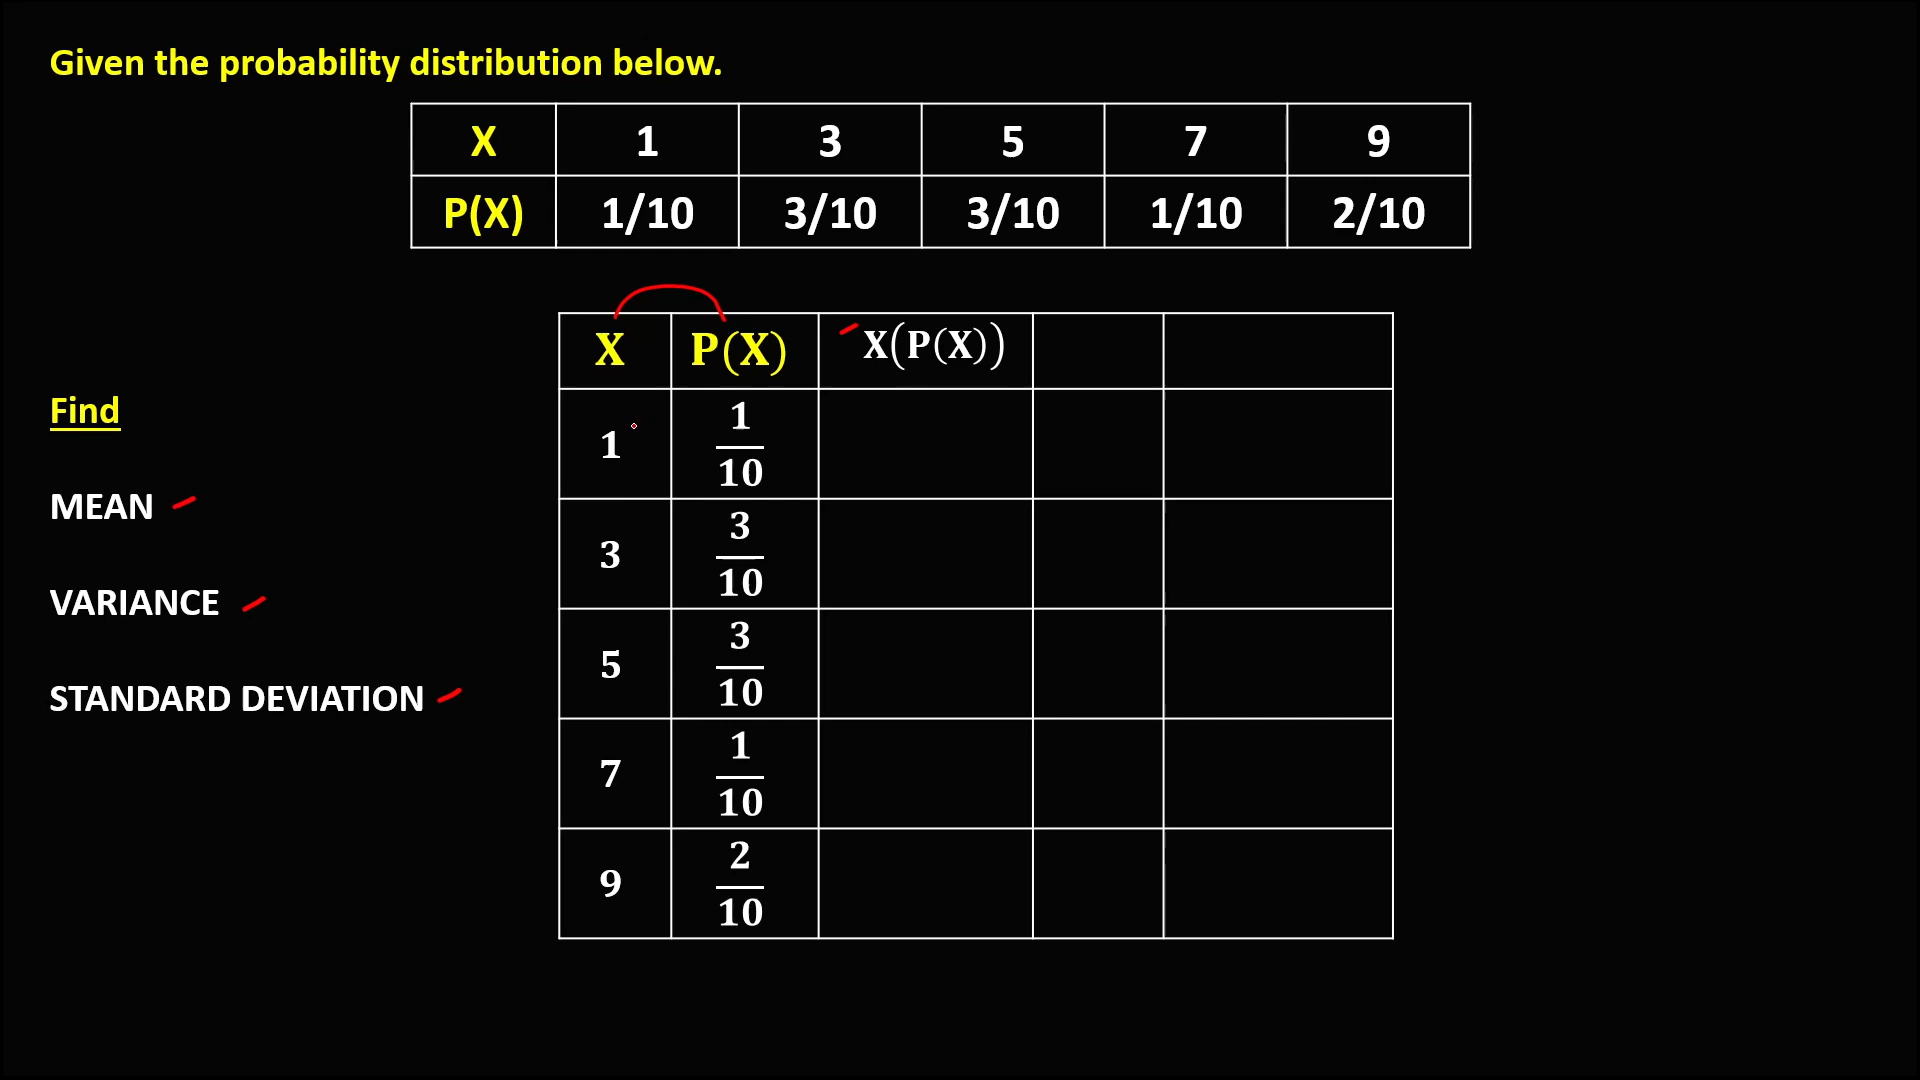 Given the probability distribution below.
X 1 3 5 7 9
P(X) 1/10 3/10 3/10 1/10 2/10
X P(X) X(P(X))
Find
1 1/10
MEAN
3 3/10
VARIANCE
5 3/10
STANDARD DEVIATION
7 1/10
9 2/10